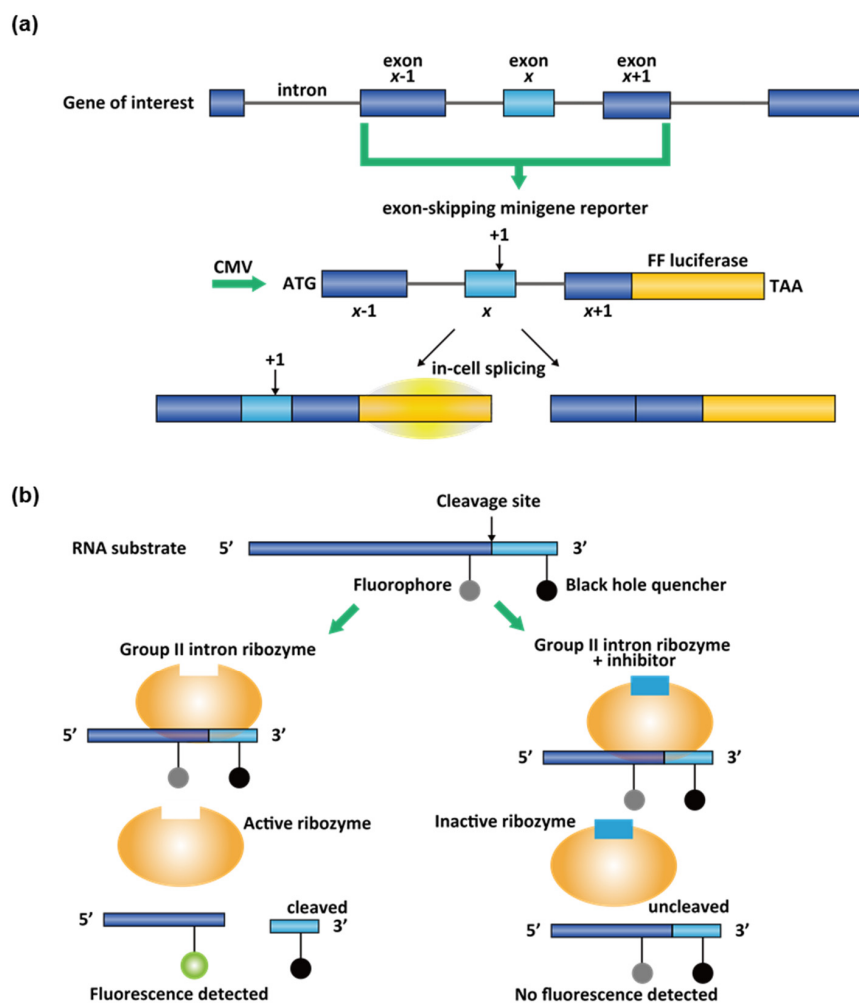 (a)
exon
x-1
exon
x
exon
x+1
intron
Gene of interest
exon-skipping minigene reporter
+1
CMV
FF luciferase
ATG
TAA
x-1
x
x+1
+1
in-cell splicing
(b)
Cleavage site
RNA substrate
5’
3’
Fluorophore
Black hole quencher
Group II intron ribozyme
Group II intron ribozyme
+ inhibitor
5’
3’
5’
3’
Active ribozyme
Inactive ribozyme
5’
cleaved
3’
5’
uncleaved
3’
Fluorescence detected
No fluorescence detected